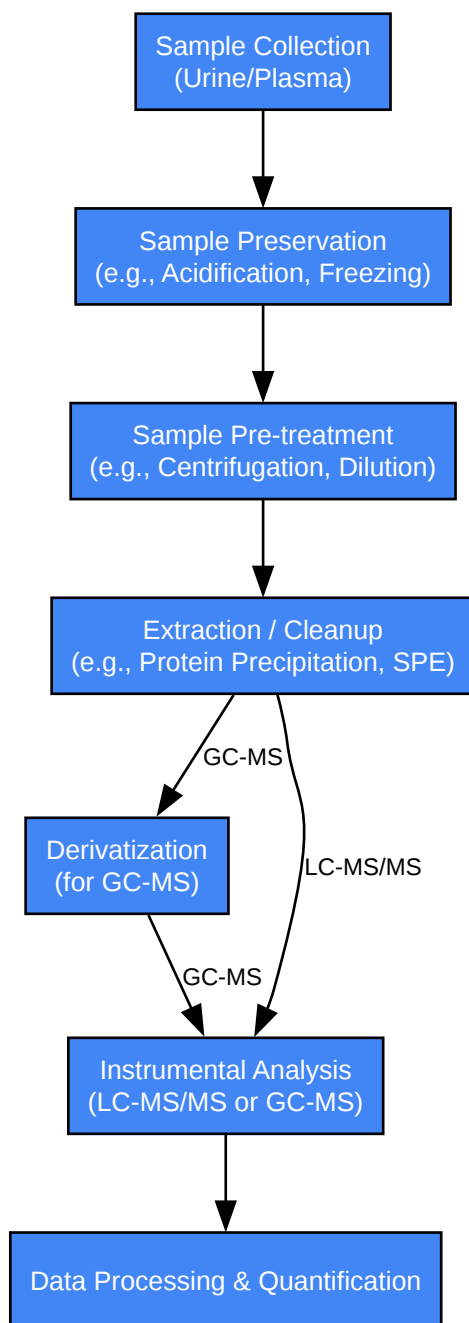 Sample Collection
(Urine/Plasma)
Sample Preservation
(e.g., Acidification, Freezing)
Sample Pre-treatment
(e.g., Centrifugation, Dilution)
Extraction / Cleanup
(e.g., Protein Precipitation, SPE)
GC-MS
Derivatization
(for GC-MS)
LC-MS/MS
GC-MS
Instrumental Analysis
(LC-MS/MS or GC-MS)
Data Processing & Quantification